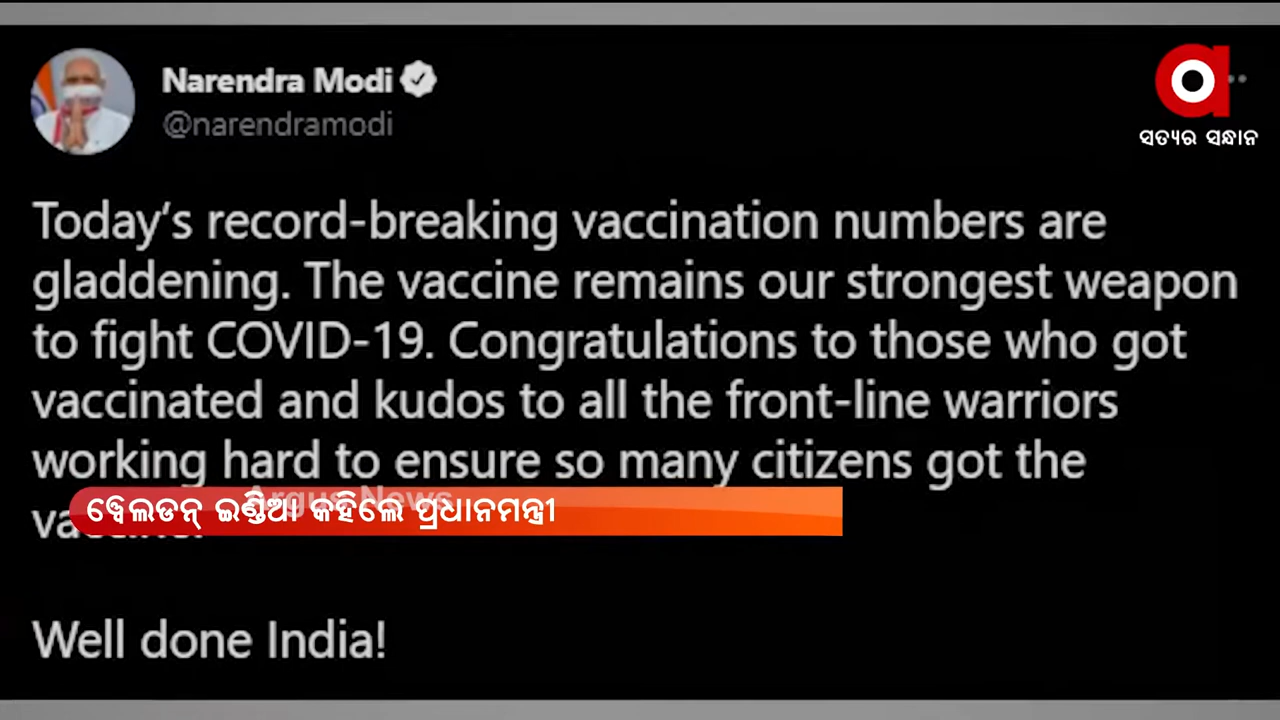 Narendra Modi
@narendramodi
ସତ୍ୟର ସନ୍ଧାନ
Today's record-breaking vaccination numbers are
gladdening. The vaccine remains our strongest weapon
to fight COVID-19. Congratulations to those who got
vaccinated and kudos to all the front-line warriors
working hard to ensure so many citizens got the
Argus News
ୱେଲଡନ୍ ଇଣ୍ଡିଆ କହିଲେ ପ୍ରଧାନମନ୍ତ୍ରୀ
Well done India!